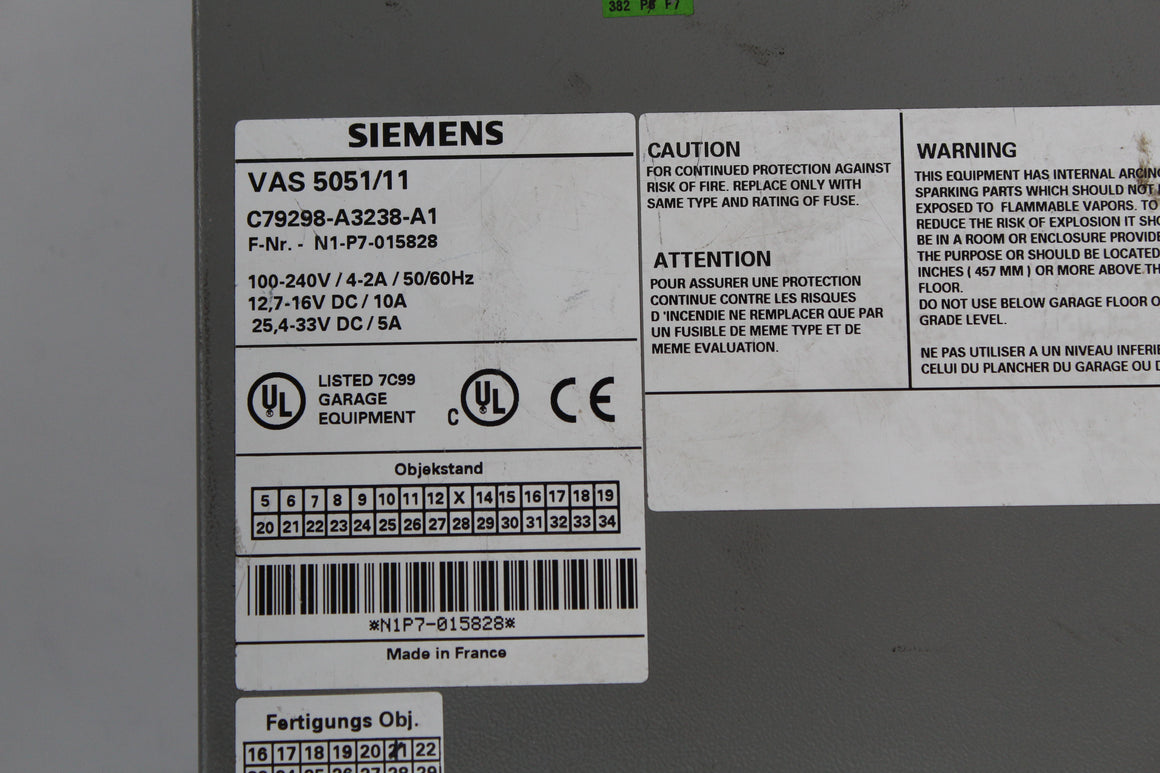 382 P6 F7
SIEMENS
VAS 5051/11
C79298-A3238-A1
F-Nr. - N1-P7-015828
100-240V / 4-2A / 50/60Hz
12,7-16V DC / 10A
25,4-33V DC / 5A
UL
LISTED 7C99
GARAGE
EQUIPMENT
C UL
CE
Objekstand
5 6 7 8 9 10 11 12 X 14 15 16 17 18 19
20 21 22 23 24 25 26 27 28 29 30 31 32 33 34
*N1P7-015828*
Made in France
CAUTION
FOR CONTINUED PROTECTION AGAINST
RISK OF FIRE. REPLACE ONLY WITH
SAME TYPE AND RATING OF FUSE.
ATTENTION
POUR ASSURER UNE PROTECTION
CONTINUE CONTRE LES RISQUES
D 'INCENDIE NE REMPLACER QUE PAR
UN FUSIBLE DE MEME TYPE ET DE
MEME EVALUATION.
WARNING
THIS EQUIPMENT HAS INTERNAL
SPARKING PARTS WHICH SHOULD NOT
EXPOSED TO FLAMMABLE VAPORS. TO
REDUCE THE RISK OF EXPLOSION IT
BE IN A ROOM OR ENCLOSURE
THE PURPOSE OR SHOULD BE LOCATED
INCHES ( 457 MM ) OR MORE ABOVE
FLOOR.
DO NOT USE BELOW GARAGE FLOOR
GRADE LEVEL.
NE PAS UTILISER A UN NIVEAU
CELUI DU PLANCHER DU GARAGE OU
Fertigungs Obj.
16 17 18 19 20 21 22